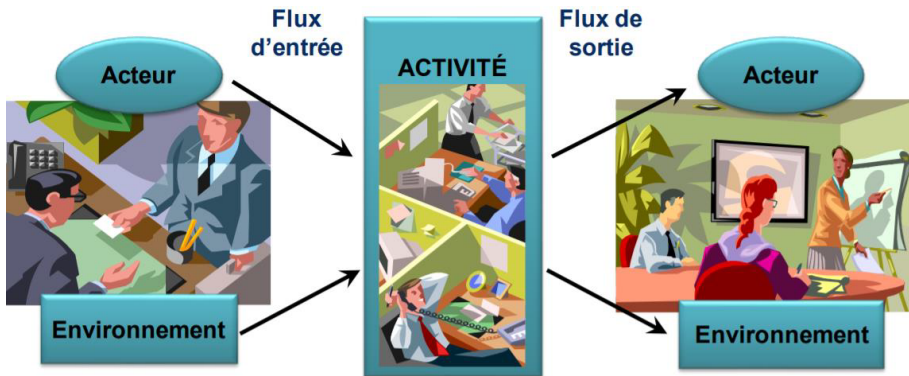 Flux
d’entrée
Flux de
sortie
Acteur
ACTIVITÉ
Acteur
Environnement
Environnement